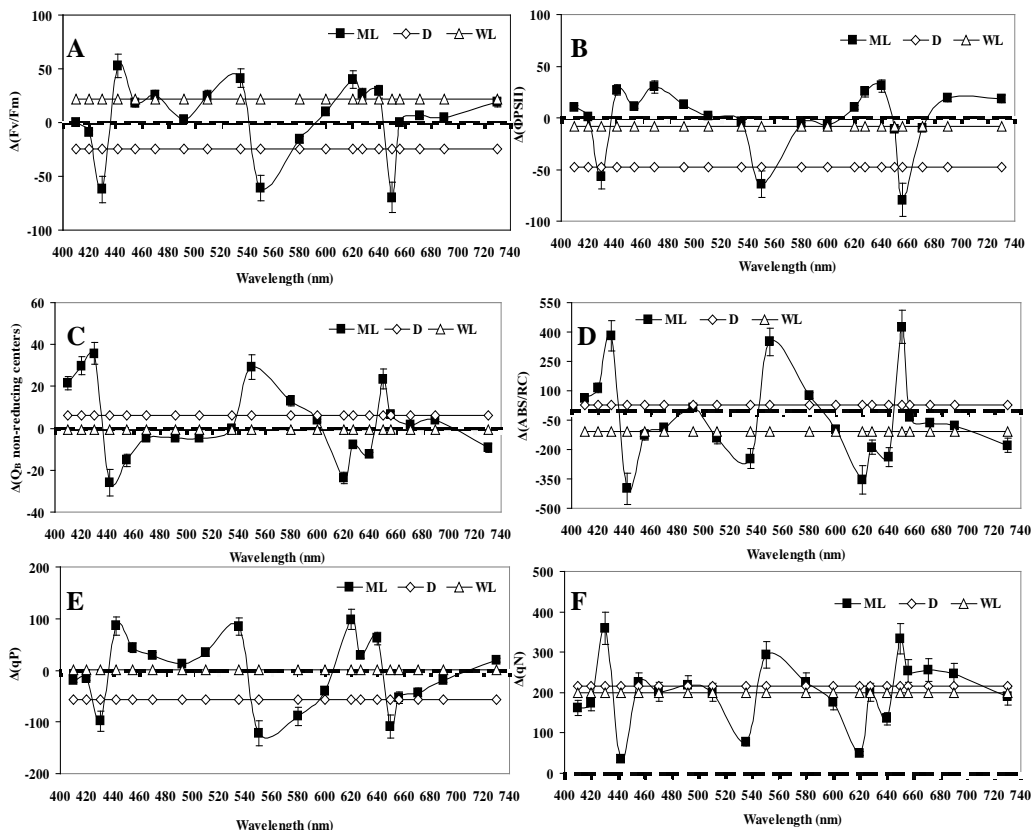 A
ML D WL
Δ(Fv/Fm)
100
50
0
-50
-100
400 420 440 460 480 500 520 540 560 580 600 620 640 660 680 700 720 740
Wavelength (nm)
B
ML D WL
Δ(ΦPSII)
100
50
0
-50
-100
400 420 440 460 480 500 520 540 560 580 600 620 640 660 680 700 720 740
Wavelength (nm)
C
ML D WL
Δ(QB non-reducing centers)
60
40
20
0
-20
-40
400 420 440 460 480 500 520 540 560 580 600 620 640 660 680 700 720 740
Wavelength (nm)
D
ML D WL
Δ(ABS/RC)
550
400
250
100
-50
-200
-350
-500
400 420 440 460 480 500 520 540 560 580 600 620 640 660 680 700 720 740
Wavelength (nm)
E
ML D WL
Δ(qP)
200
100
0
-100
-200
400 420 440 460 480 500 520 540 560 580 600 620 640 660 680 700 720 740
Wavelength (nm)
F
ML D WL
Δ(qN)
500
400
300
200
100
0
400 420 440 460 480 500 520 540 560 580 600 620 640 660 680 700 720 740
Wavelength (nm)